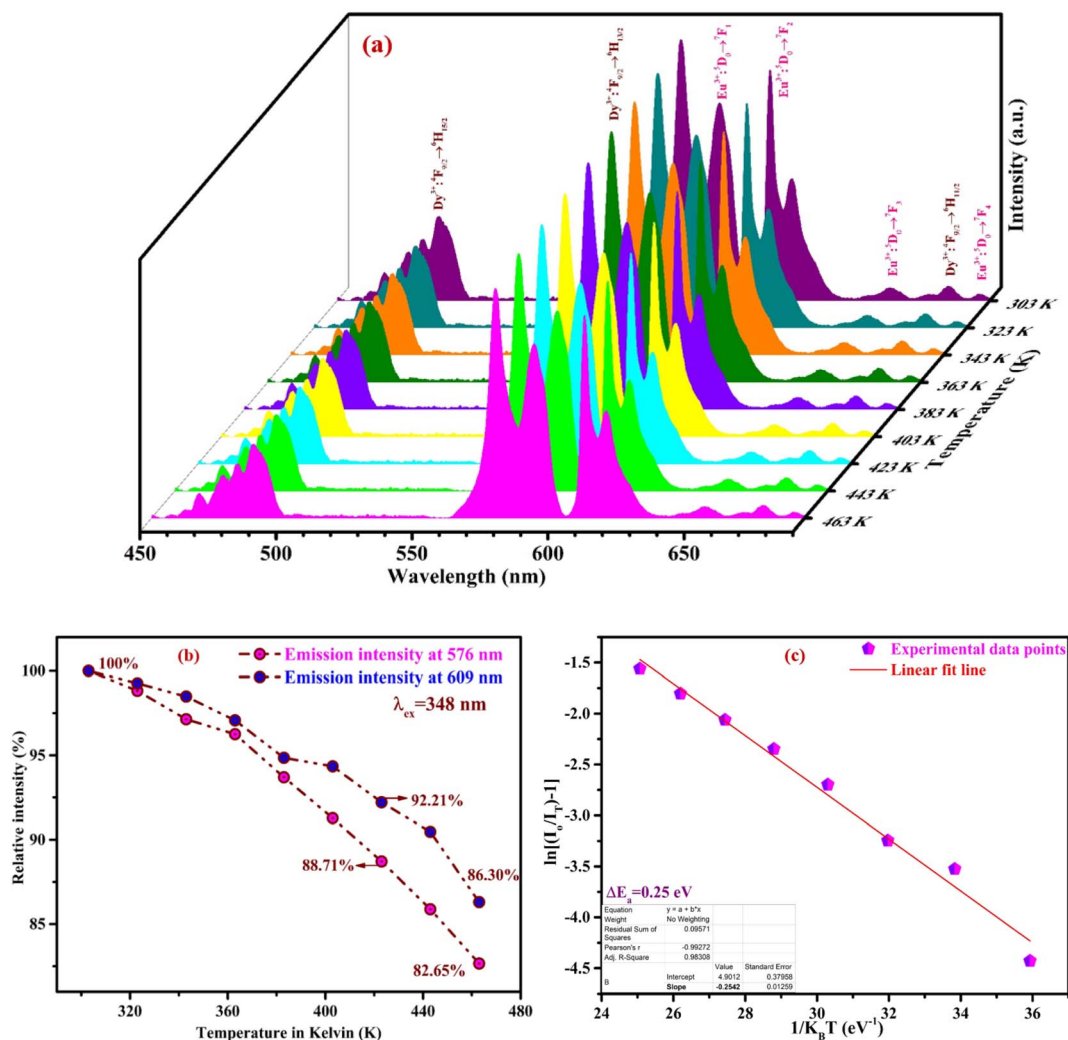 (a)
Dy³⁺:⁴F₉/₂→⁶H₁₅/₂
Dy³⁺:⁴F₉/₂→⁶H₁₃/₂
Eu³⁺:⁵D₀→⁷F₁
Eu³⁺:⁵D₀→⁷F₂
Eu³⁺:⁵D₀→⁷F₃
Dy³⁺:⁴F₉/₂→⁶H₁₁/₂
Eu³⁺:⁵D₀→⁷F₄
Intensity (a.u.)
303 K
323 K
343 K
363 K
383 K
403 K
423 K
443 K
463 K
Temperature (K)
450 500 550 600 650
Wavelength (nm)
(b)
Emission intensity at 576 nm
Emission intensity at 609 nm
λex=348 nm
100%
92.21%
88.71%
86.30%
82.65%
Relative intensity (%)
100
95
90
85
320 340 360 380 400 420 440 460 480
Temperature in Kelvin (K)
(c)
Experimental data points
Linear fit line
ln[(I₀/I_T)-1]
-1.5
-2.0
-2.5
-3.0
-3.5
-4.0
-4.5
ΔEₐ=0.25 eV
Equation y = a + b*x
Weight No Weighting
Residual Sum of Squares 0.09571
Pearson's r -0.99272
Adj. R-Square 0.98308
Value Standard Error
B Intercept 4.9012 0.37958
Slope -0.2542 0.01259
24 26 28 30 32 34 36
1/K_BT (eV⁻¹)